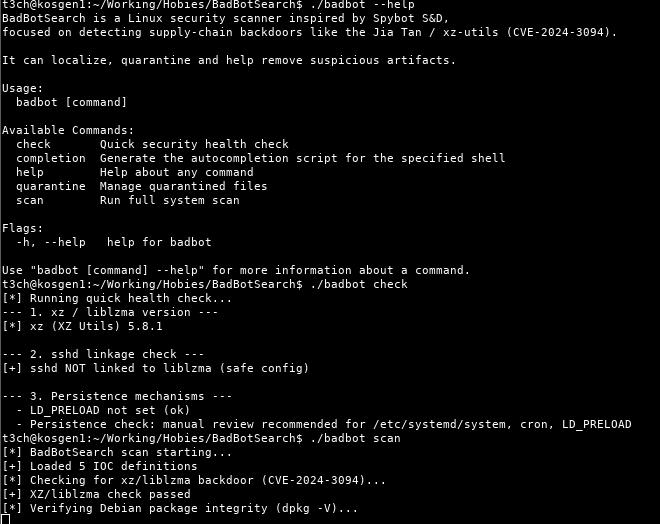 t3ch@kosgen1:~/Working/Hobies/BadBotSearch$ ./badbot --help
BadBotSearch is a Linux security scanner inspired by Spybot S&D,
focused on detecting supply-chain backdoors like the Jia Tan / xz-utils (CVE-2024-3094).
It can localize, quarantine and help remove suspicious artifacts.
Usage:
  badbot [command]
Available Commands:
  check       Quick security health check
  completion  Generate the autocompletion script for the specified shell
  help        Help about any command
  quarantine  Manage quarantined files
  scan        Run full system scan
Flags:
  -h, --help   help for badbot
Use "badbot [command] --help" for more information about a command.
t3ch@kosgen1:~/Working/Hobies/BadBotSearch$ ./badbot check
[*] Running quick health check...
--- 1. xz / liblzma version ---
[*] xz (XZ Utils) 5.8.1
--- 2. sshd linkage check ---
[+] sshd NOT linked to liblzma (safe config)
--- 3. Persistence mechanisms ---
  - LD_PRELOAD not set (ok)
  - Persistence check: manual review recommended for /etc/systemd/system, cron, LD_PRELOAD
t3ch@kosgen1:~/Working/Hobies/BadBotSearch$ ./badbot scan
[*] BadBotSearch scan starting...
[+] Loaded 5 IOC definitions
[*] Checking for xz/liblzma backdoor (CVE-2024-3094)...
[+] XZ/liblzma check passed
[*] Verifying Debian package integrity (dpkg -V)...